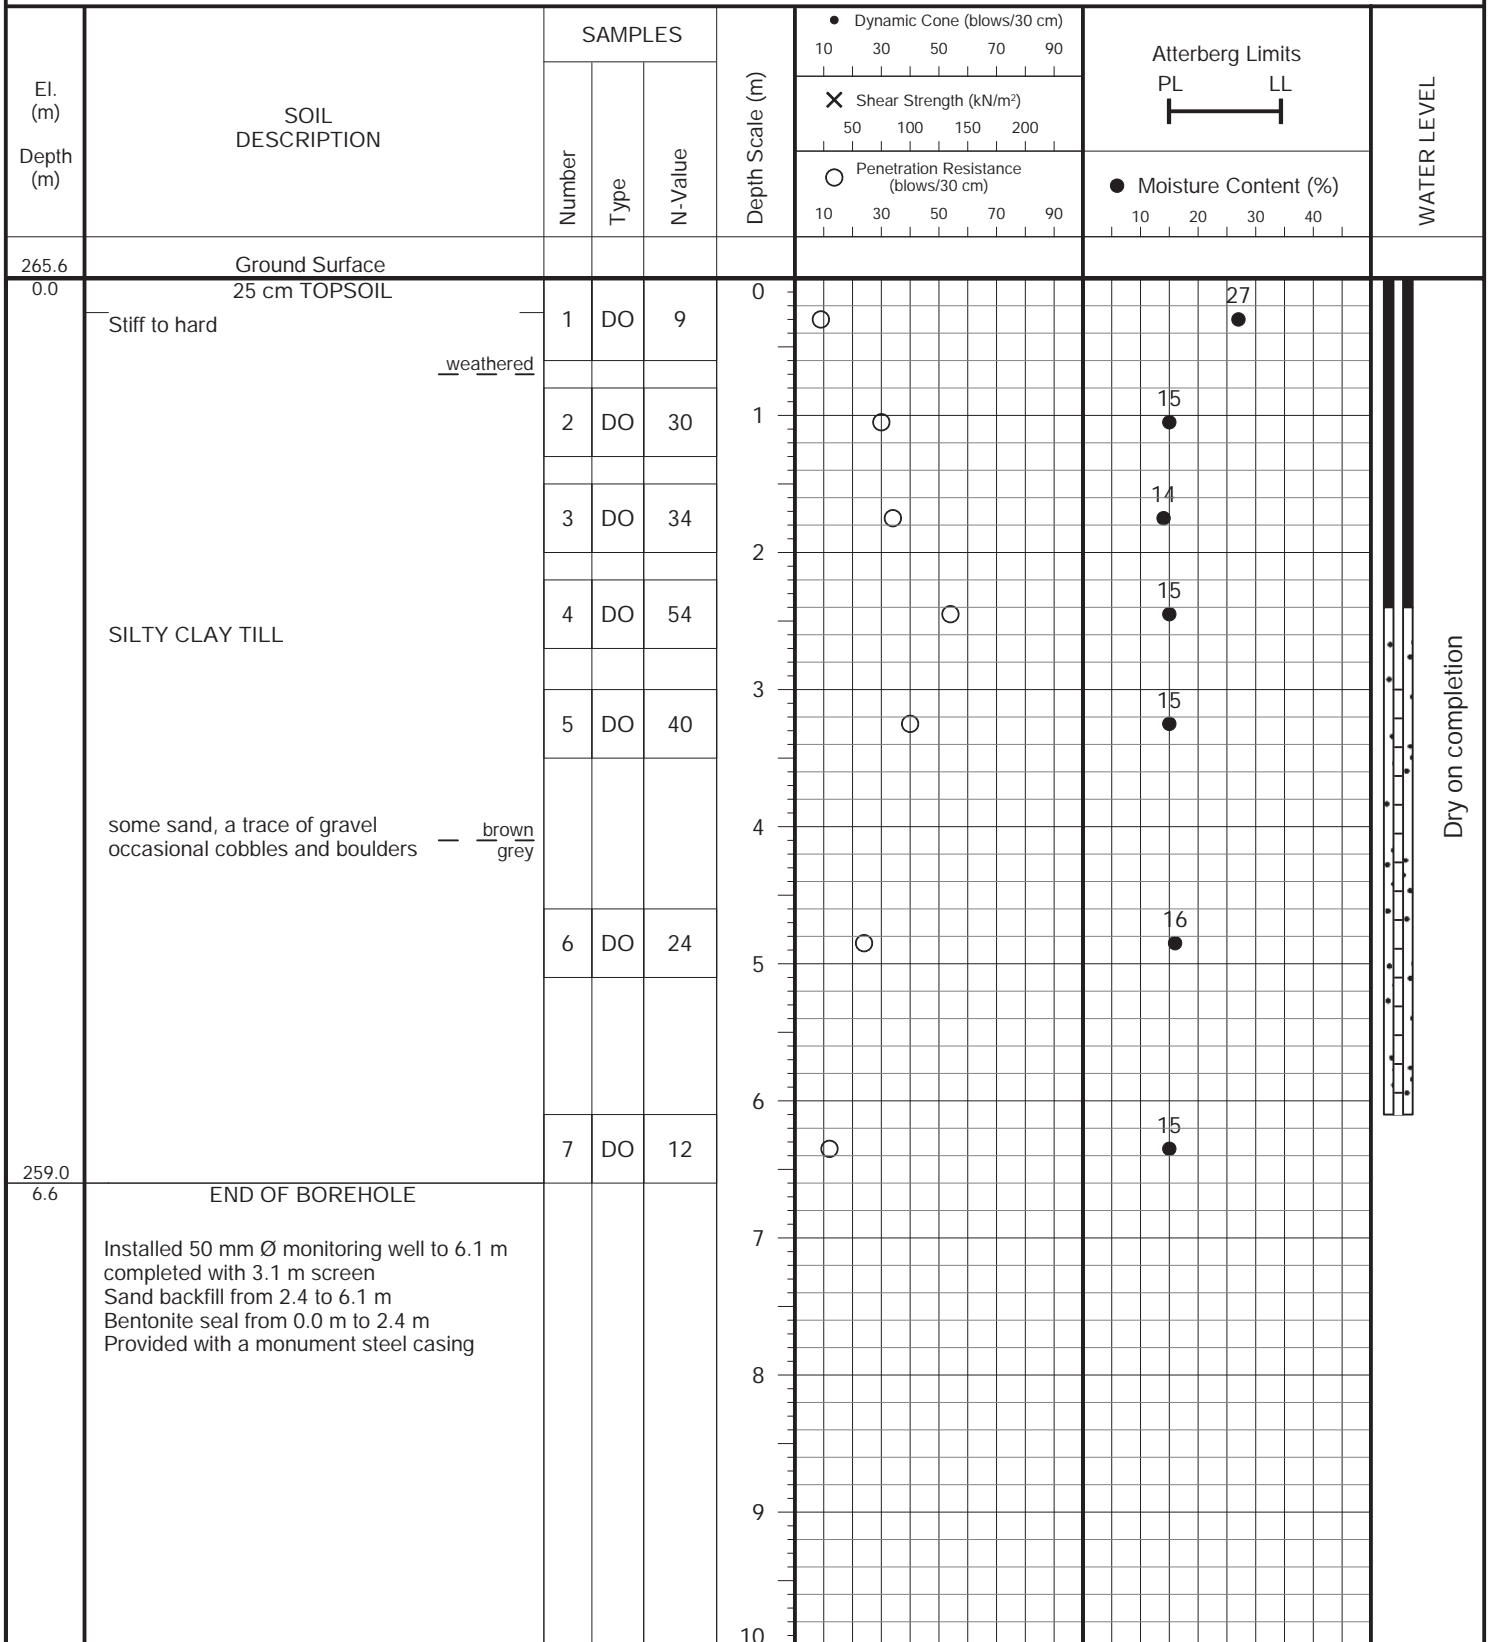 El.
(m)
Depth
(m)
SOIL
DESCRIPTION
SAMPLES
Number
Type
N-Value
Depth Scale (m)
Dynamic Cone (blows/30 cm)
10 30 50 70 90
Shear Strength (kN/m²)
50 100 150 200
Penetration Resistance
(blows/30 cm)
10 30 50 70 90
Atterberg Limits
PL LL
Moisture Content (%)
10 20 30 40
WATER LEVEL
265.6 Ground Surface
0.0 25 cm TOPSOIL 0
27
Stiff to hard 1 DO 9
weathered
15
1
2 DO 30
14
3 DO 34
2
15
4 DO 54
SILTY CLAY TILL
Dry on completion
3
15
5 DO 40
some sand, a trace of gravel brown
4
occasional cobbles and boulders grey
16
6 DO 24
5
6
15
7 DO 12
259.0
6.6 END OF BOREHOLE
7
Installed 50 mm Ø monitoring well to 6.1 m
completed with 3.1 m screen
Sand backfill from 2.4 to 6.1 m
Bentonite seal from 0.0 m to 2.4 m
Provided with a monument steel casing
8
9
10